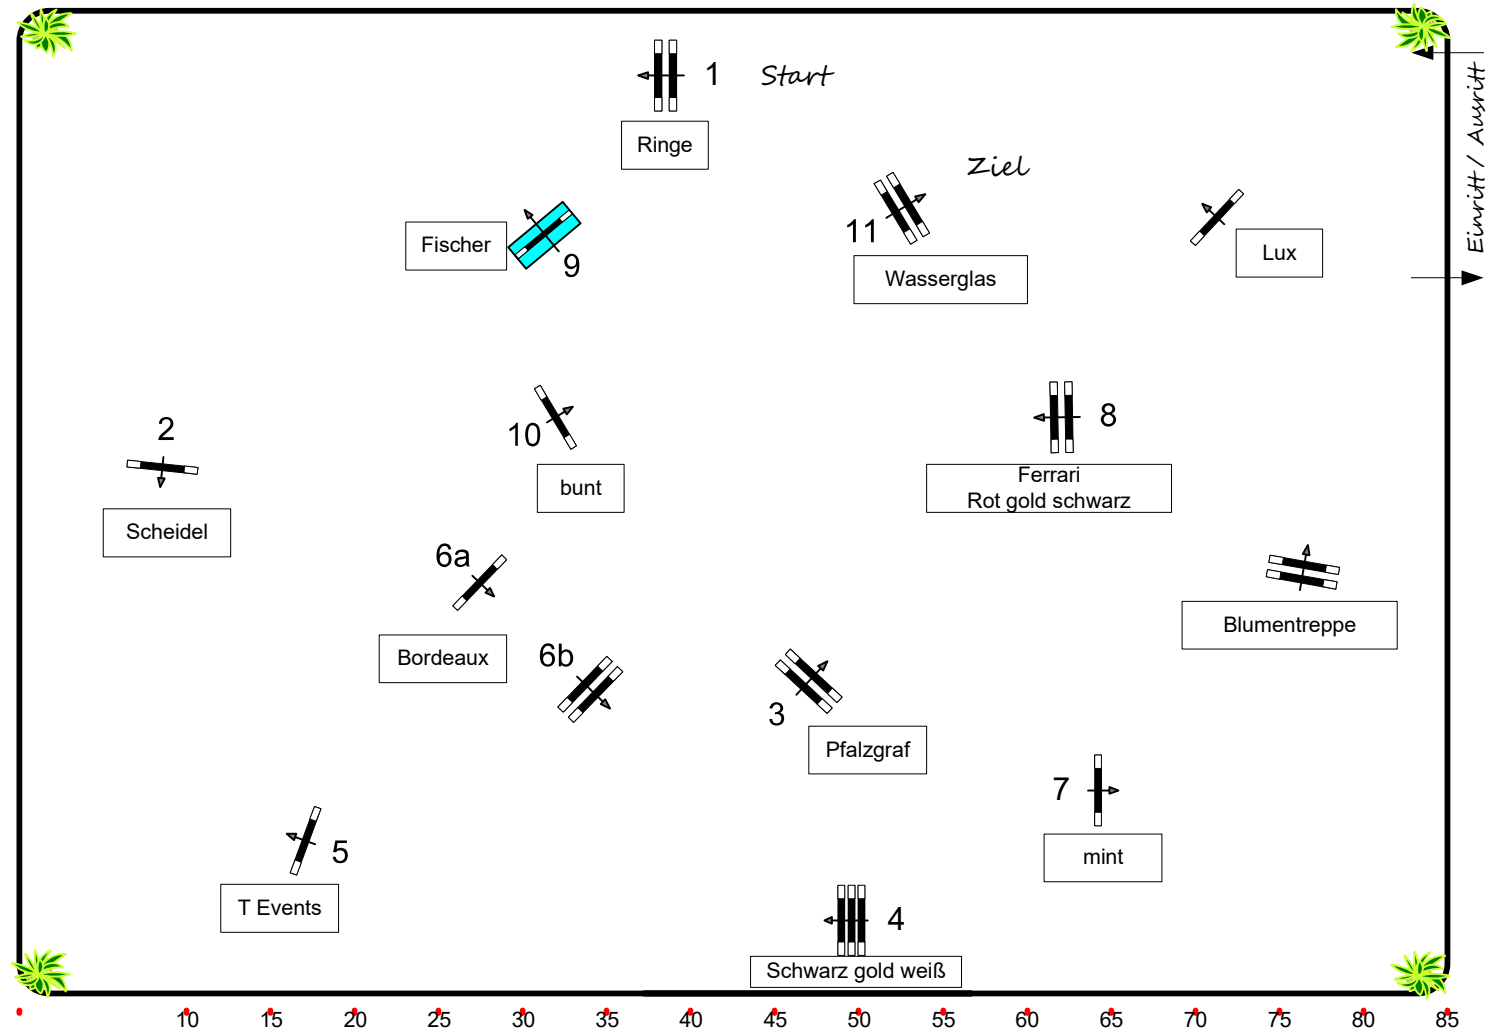 1 Start
Ringe
Ziel
Einritt / Ausritt
11
Fischer
9
Lux
Wasserglas
2
10
8
Scheidel
bunt
Ferrari
Rot gold schwarz
6a
Blumentreppe
Bordeaux
6b
3
Pfalzgraf
7
5
mint
T Events
4
Schwarz gold weiß
10 15 20 25 30 35 40 45 50 55 60 65 70 75 80 85